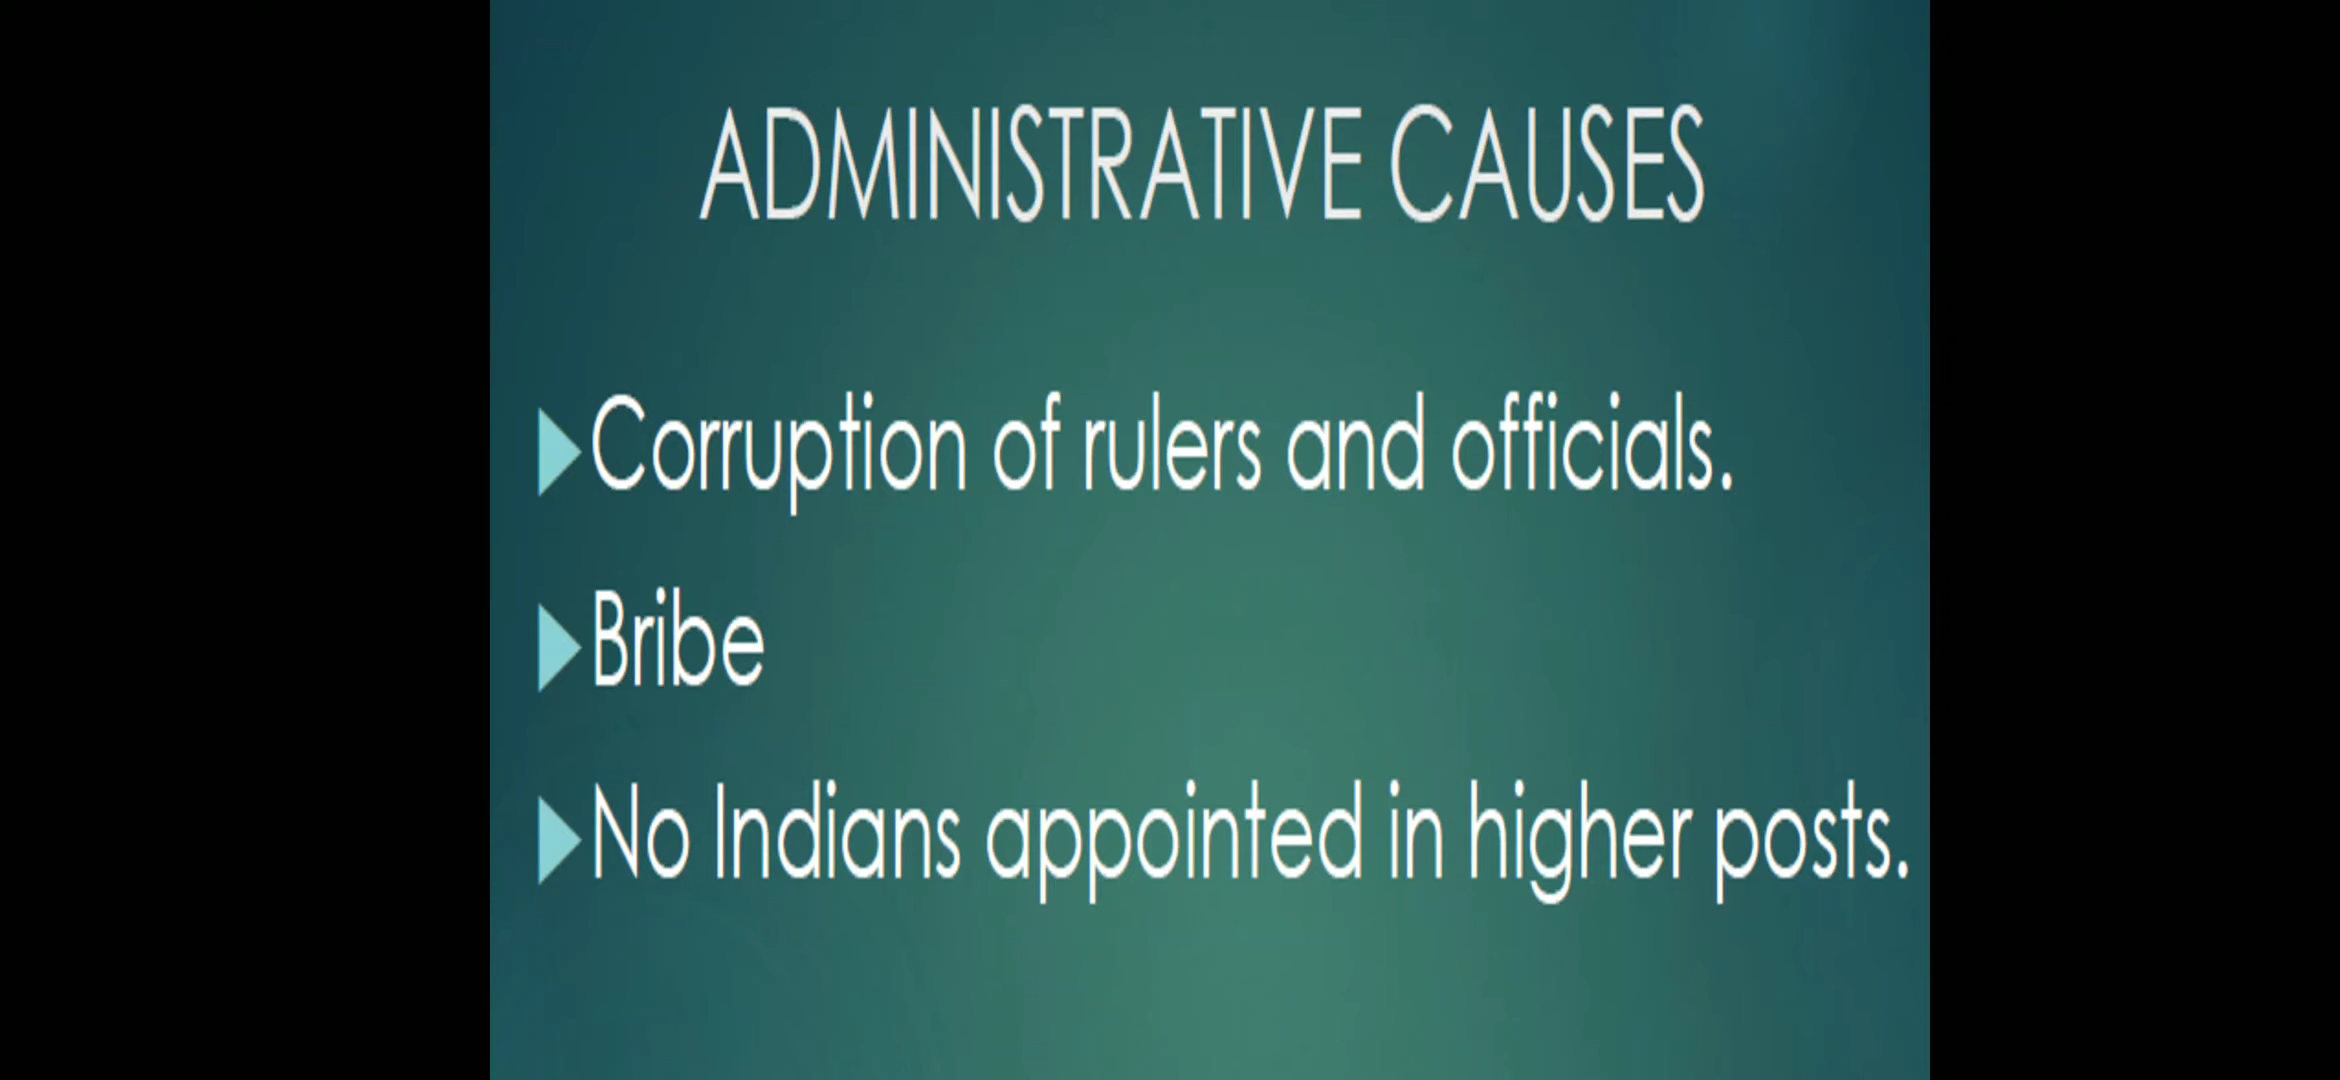 ADMINISTRATIVE CAUSES
Corruption of rulers and officials.
Bribe
No Indians appointed in higher posts.